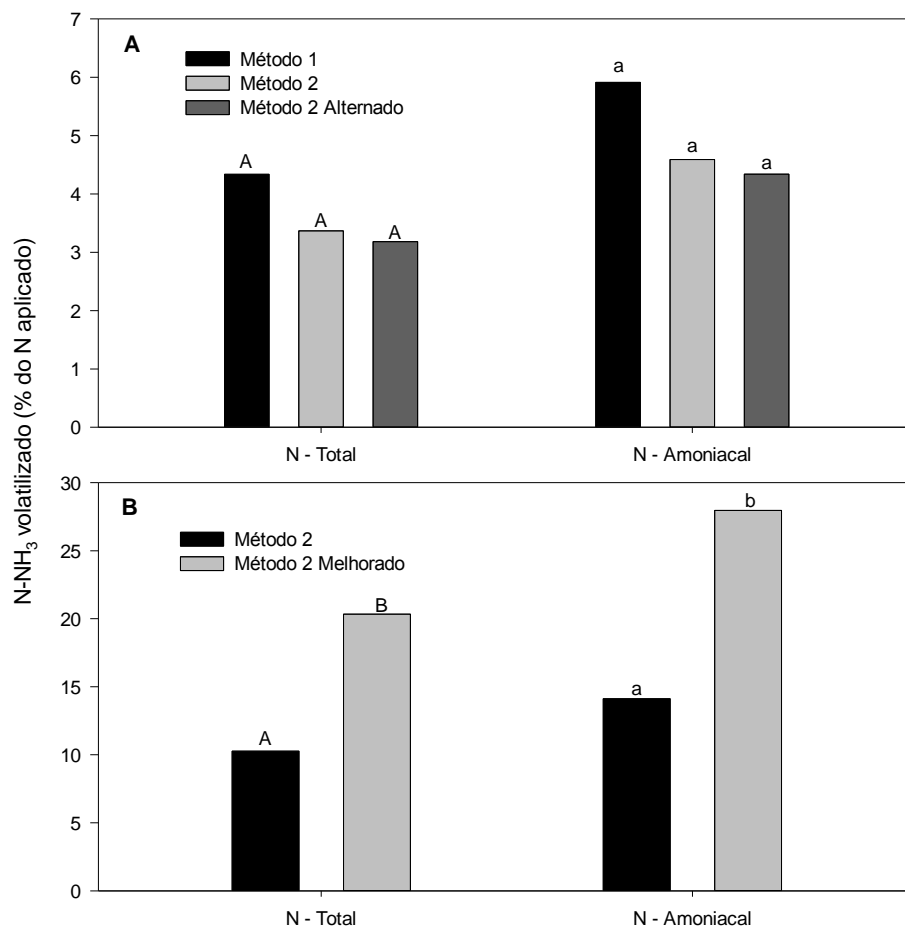 N-NH3 volatilizado (% do N aplicado)
7
6
5
4
3
2
1
0
A
Método 1
Método 2
Método 2 Alternado
A
A
A
a
a
a
N - Total
N - Amoniacal
30
25
20
15
10
5
0
B
Método 2
Método 2 Melhorado
A
B
a
b
N - Total
N - Amoniacal